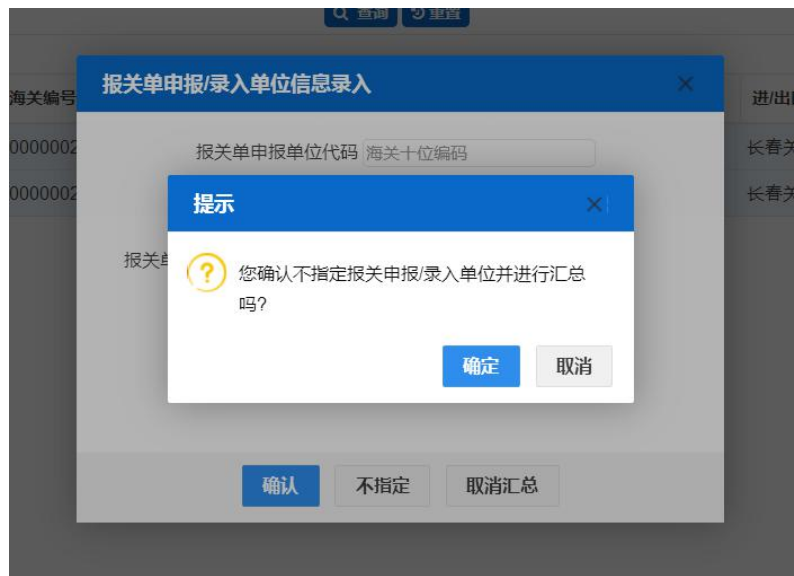 查询 重置
报关单申报/录入单位信息录入
海关编号
进/出
0000002
报关单申报单位代码 海关十位编码
长春关
0000002
提示
长春关
报关单
您确认不指定报关申报/录入单位并进行汇总
吗?
确定 取消
确认 不指定 取消汇总